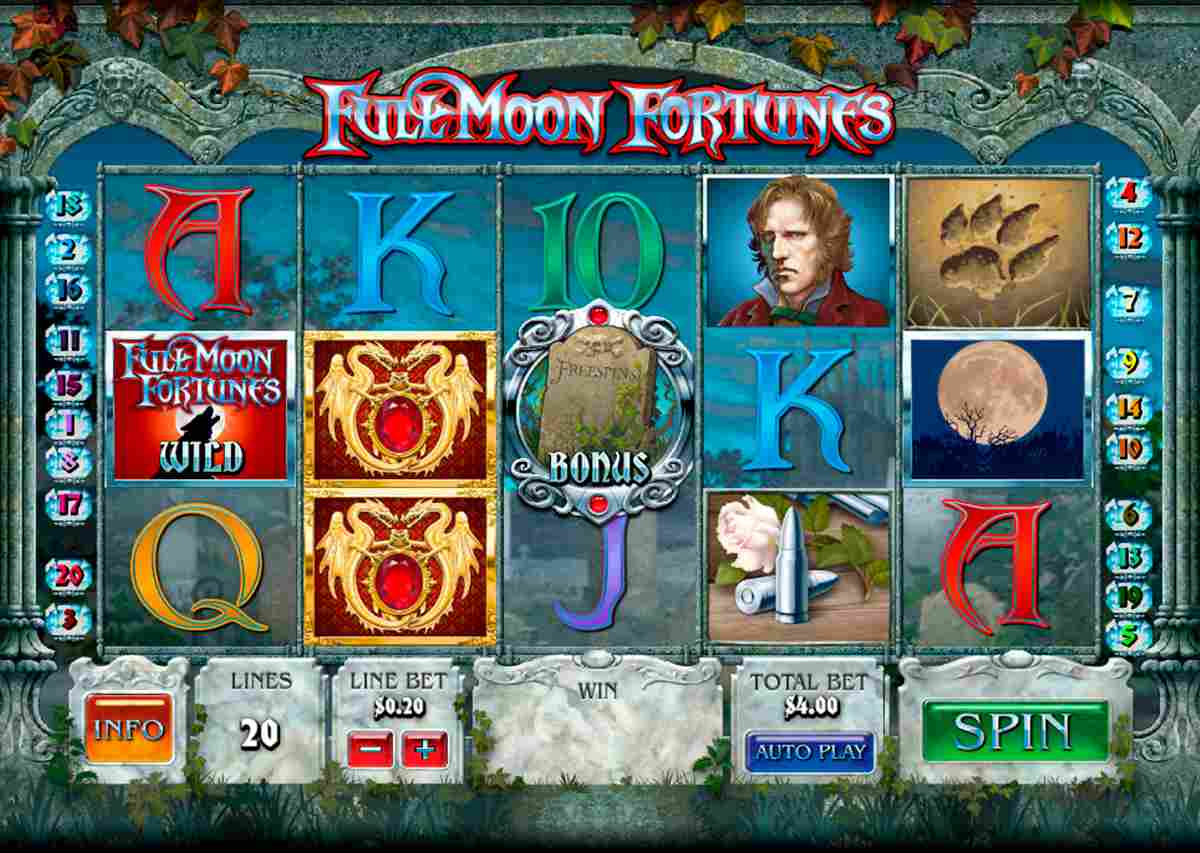 FULL MOON FORTUNES
A K 10
FULL MOON
FORTUNES
WILD
FREESPINS
BONUS
K
Q J A
13
2
16
11
15
1
8
17
20
3
4
12
7
9
14
10
6
13
19
5
LINES
20
LINE BET
$0.20
- +
WIN
TOTAL BET
$4.00
INFO
AUTO PLAY
SPIN